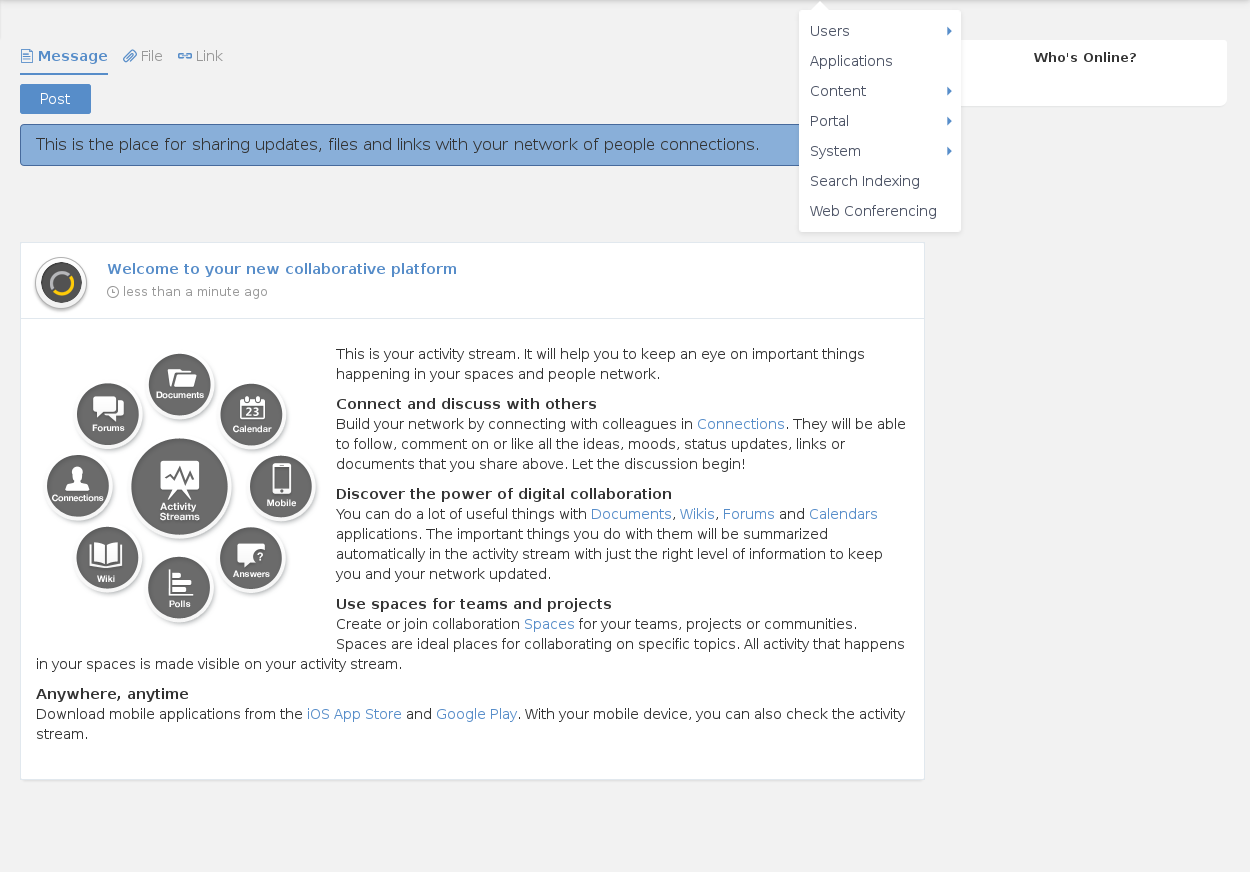 Message File Link
Post
This is the place for sharing updates, files and links with your network of people connections.
Users
Applications
Content
Portal
System
Search Indexing
Web Conferencing
Who's Online?
Welcome to your new collaborative platform
less than a minute ago
Documents
Forums
23
Calendar
Connections
Activity
Streams
Mobile
Wiki
?
Answers
Polls
This is your activity stream. It will help you to keep an eye on important things
happening in your spaces and people network.
Connect and discuss with others
Build your network by connecting with colleagues in Connections. They will be able
to follow, comment on or like all the ideas, moods, status updates, links or
documents that you share above. Let the discussion begin!
Discover the power of digital collaboration
You can do a lot of useful things with Documents, Wikis, Forums and Calendars
applications. The important things you do with them will be summarized
automatically in the activity stream with just the right level of information to keep
you and your network updated.
Use spaces for teams and projects
Create or join collaboration Spaces for your teams, projects or communities.
Spaces are ideal places for collaborating on specific topics. All activity that happens
in your spaces is made visible on your activity stream.
Anywhere, anytime
Download mobile applications from the iOS App Store and Google Play. With your mobile device, you can also check the activity
stream.